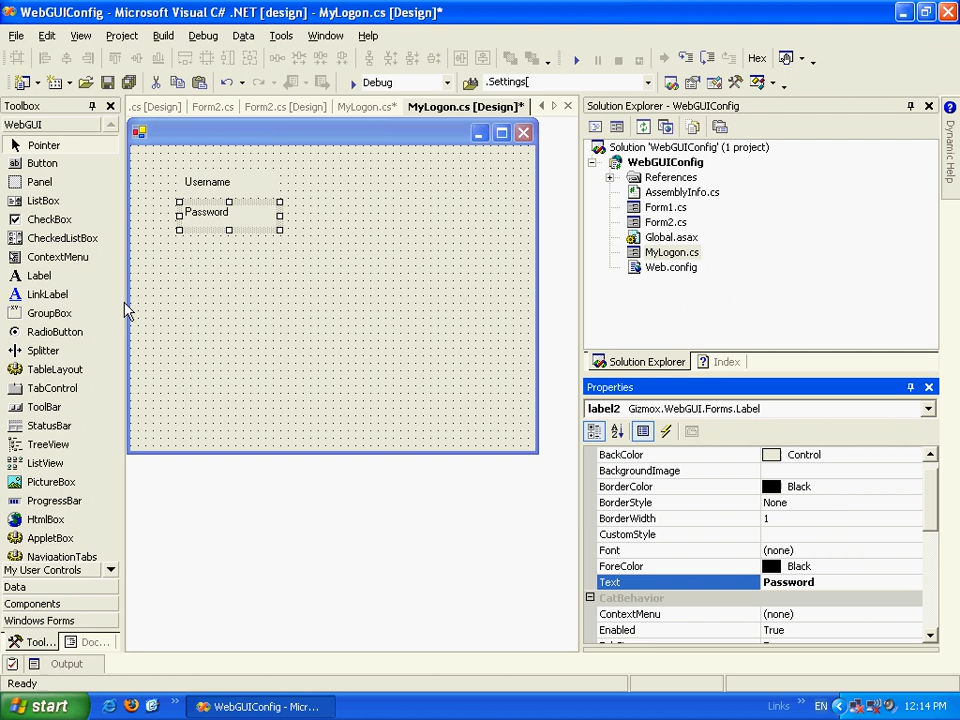 WebGUIConfig - Microsoft Visual C# .NET [design] - MyLogon.cs [Design]*
File Edit View Project Build Debug Data Tools Window Help
Hex
Debug .Settings[
Toolbox
.cs [Design] Form2.cs Form2.cs [Design] MyLogon.cs* MyLogon.cs [Design]*
Solution Explorer - WebGUIConfig
WebGUI
Pointer
Button
Panel
ListBox
CheckBox
CheckedListBox
ContextMenu
Label
LinkLabel
GroupBox
RadioButton
Splitter
TableLayout
TabControl
ToolBar
StatusBar
TreeView
ListView
PictureBox
ProgressBar
HtmlBox
AppletBox
NavigationTabs
My User Controls
Data
Components
Windows Forms
Tool... Doc...
Output
Username
Password
Solution 'WebGUIConfig' (1 project)
WebGUIConfig
References
AssemblyInfo.cs
Form1.cs
Form2.cs
Global.asax
MyLogon.cs
Web.config
Solution Explorer Index
Dynamic Help
Properties
label2 Gizmox.WebGUI.Forms.Label
BackColor Control
BackgroundImage
BorderColor Black
BorderStyle None
BorderWidth 1
CustomStyle
Font (none)
ForeColor Black
Text Password
CatBehavior
ContextMenu (none)
Enabled True
Ready
start WebGUIConfig - Micr... Links EN 12:14 PM